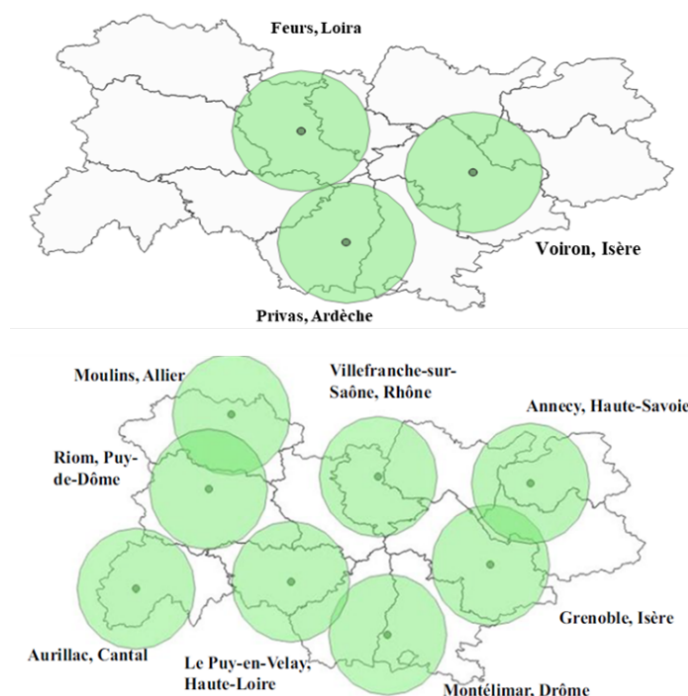 Feurs, Loira
Voiron, Isère
Privas, Ardèche
Moulins, Allier
Villefranche-sur-
Saône, Rhône
Annecy, Haute-Savoie
Riom, Puy-
de-Dôme
Grenoble, Isère
Aurillac, Cantal
Le Puy-en-Velay,
Haute-Loire
Montélimar, Drôme